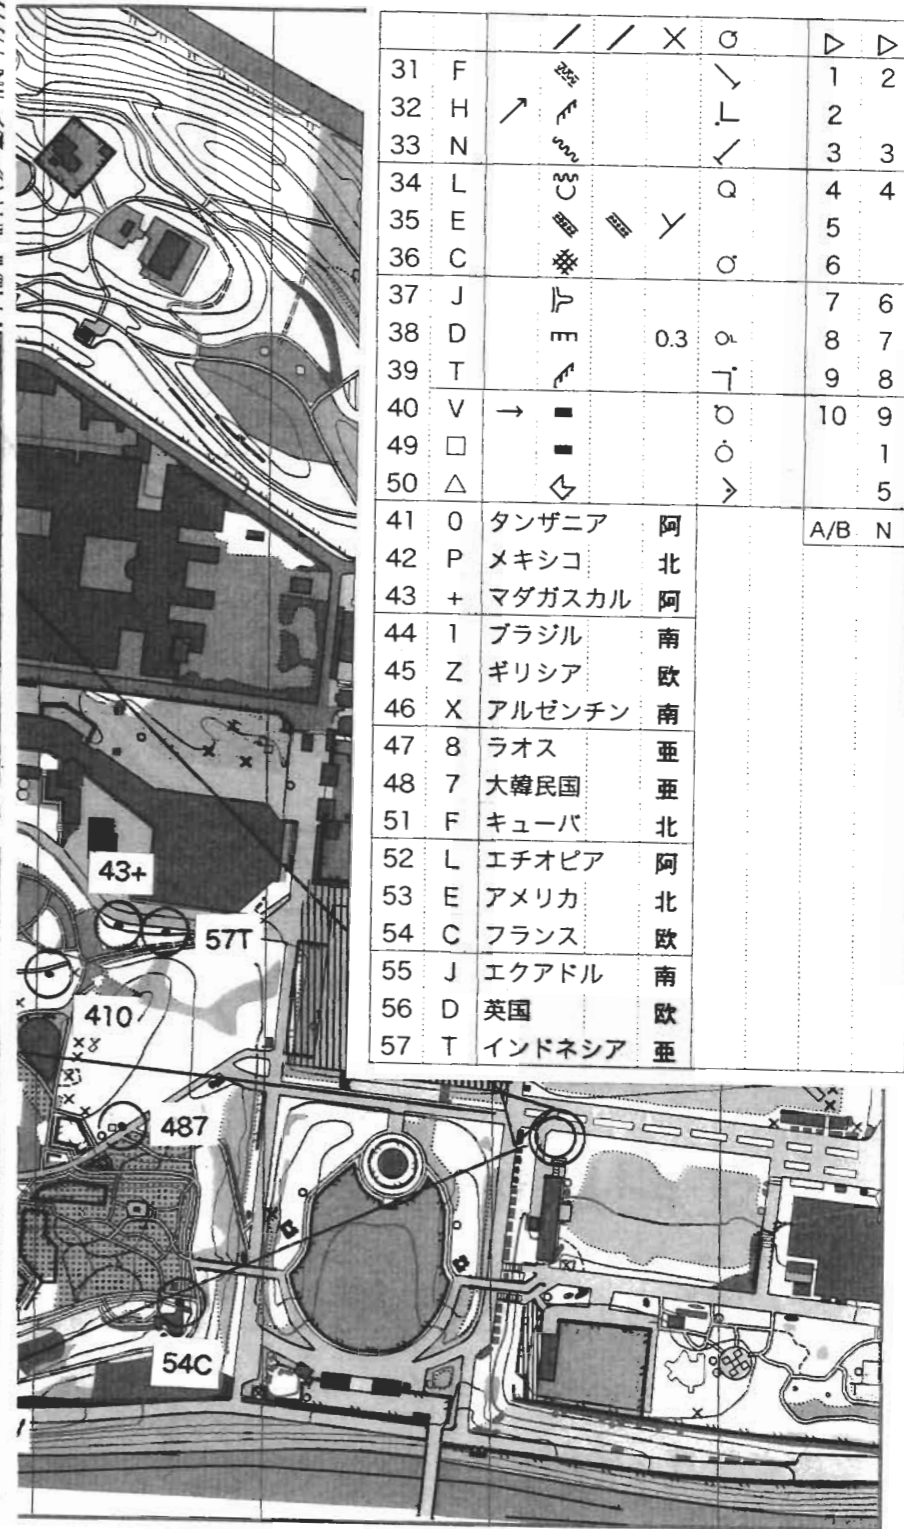 31 F 1 2
32 H 2
33 N 3 3
34 L 4 4
35 E 5
36 C 6
37 J 7 6
38 D 0.3 8 7
39 T 9 8
40 V → 10 9
49 □ 1
50 △ 5
41 0 タンザニア 阿 A/B N
42 P メキシコ 北
43 + マダガスカル 阿
44 1 ブラジル 南
45 Z ギリシア 欧
46 X アルゼンチン 南
47 8 ラオス 亜
48 7 大韓民国 亜
51 F キューバ 北
52 L エチオピア 阿
53 E アメリカ 北
54 C フランス 欧
55 J エクアドル 南
56 D 英国 欧
57 T インドネシア 亜
43+
57T
410
487
54C